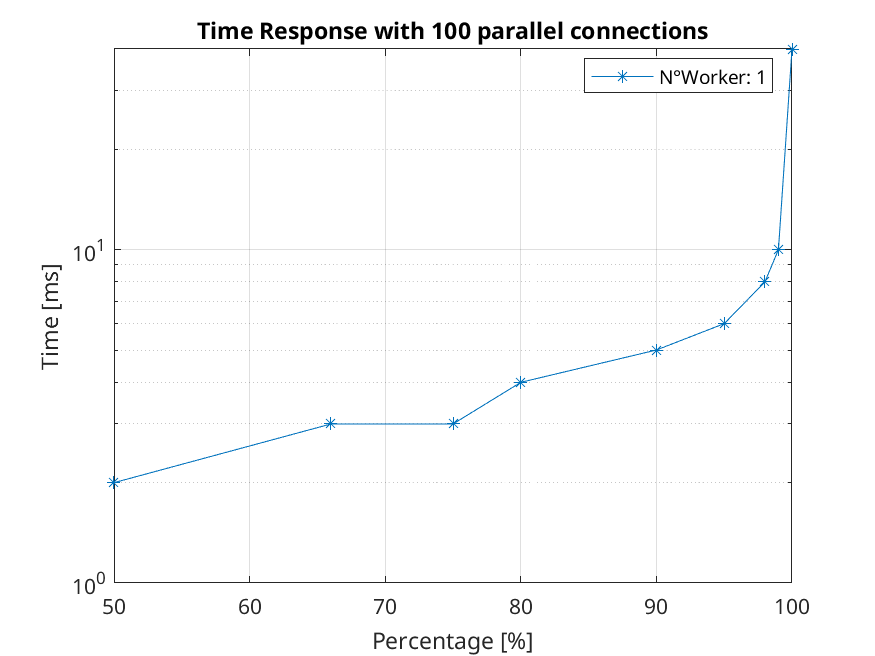 Time Response with 100 parallel connections
N°Worker: 1
Time [ms]
10^1
10^0
50 60 70 80 90 100
Percentage [%]